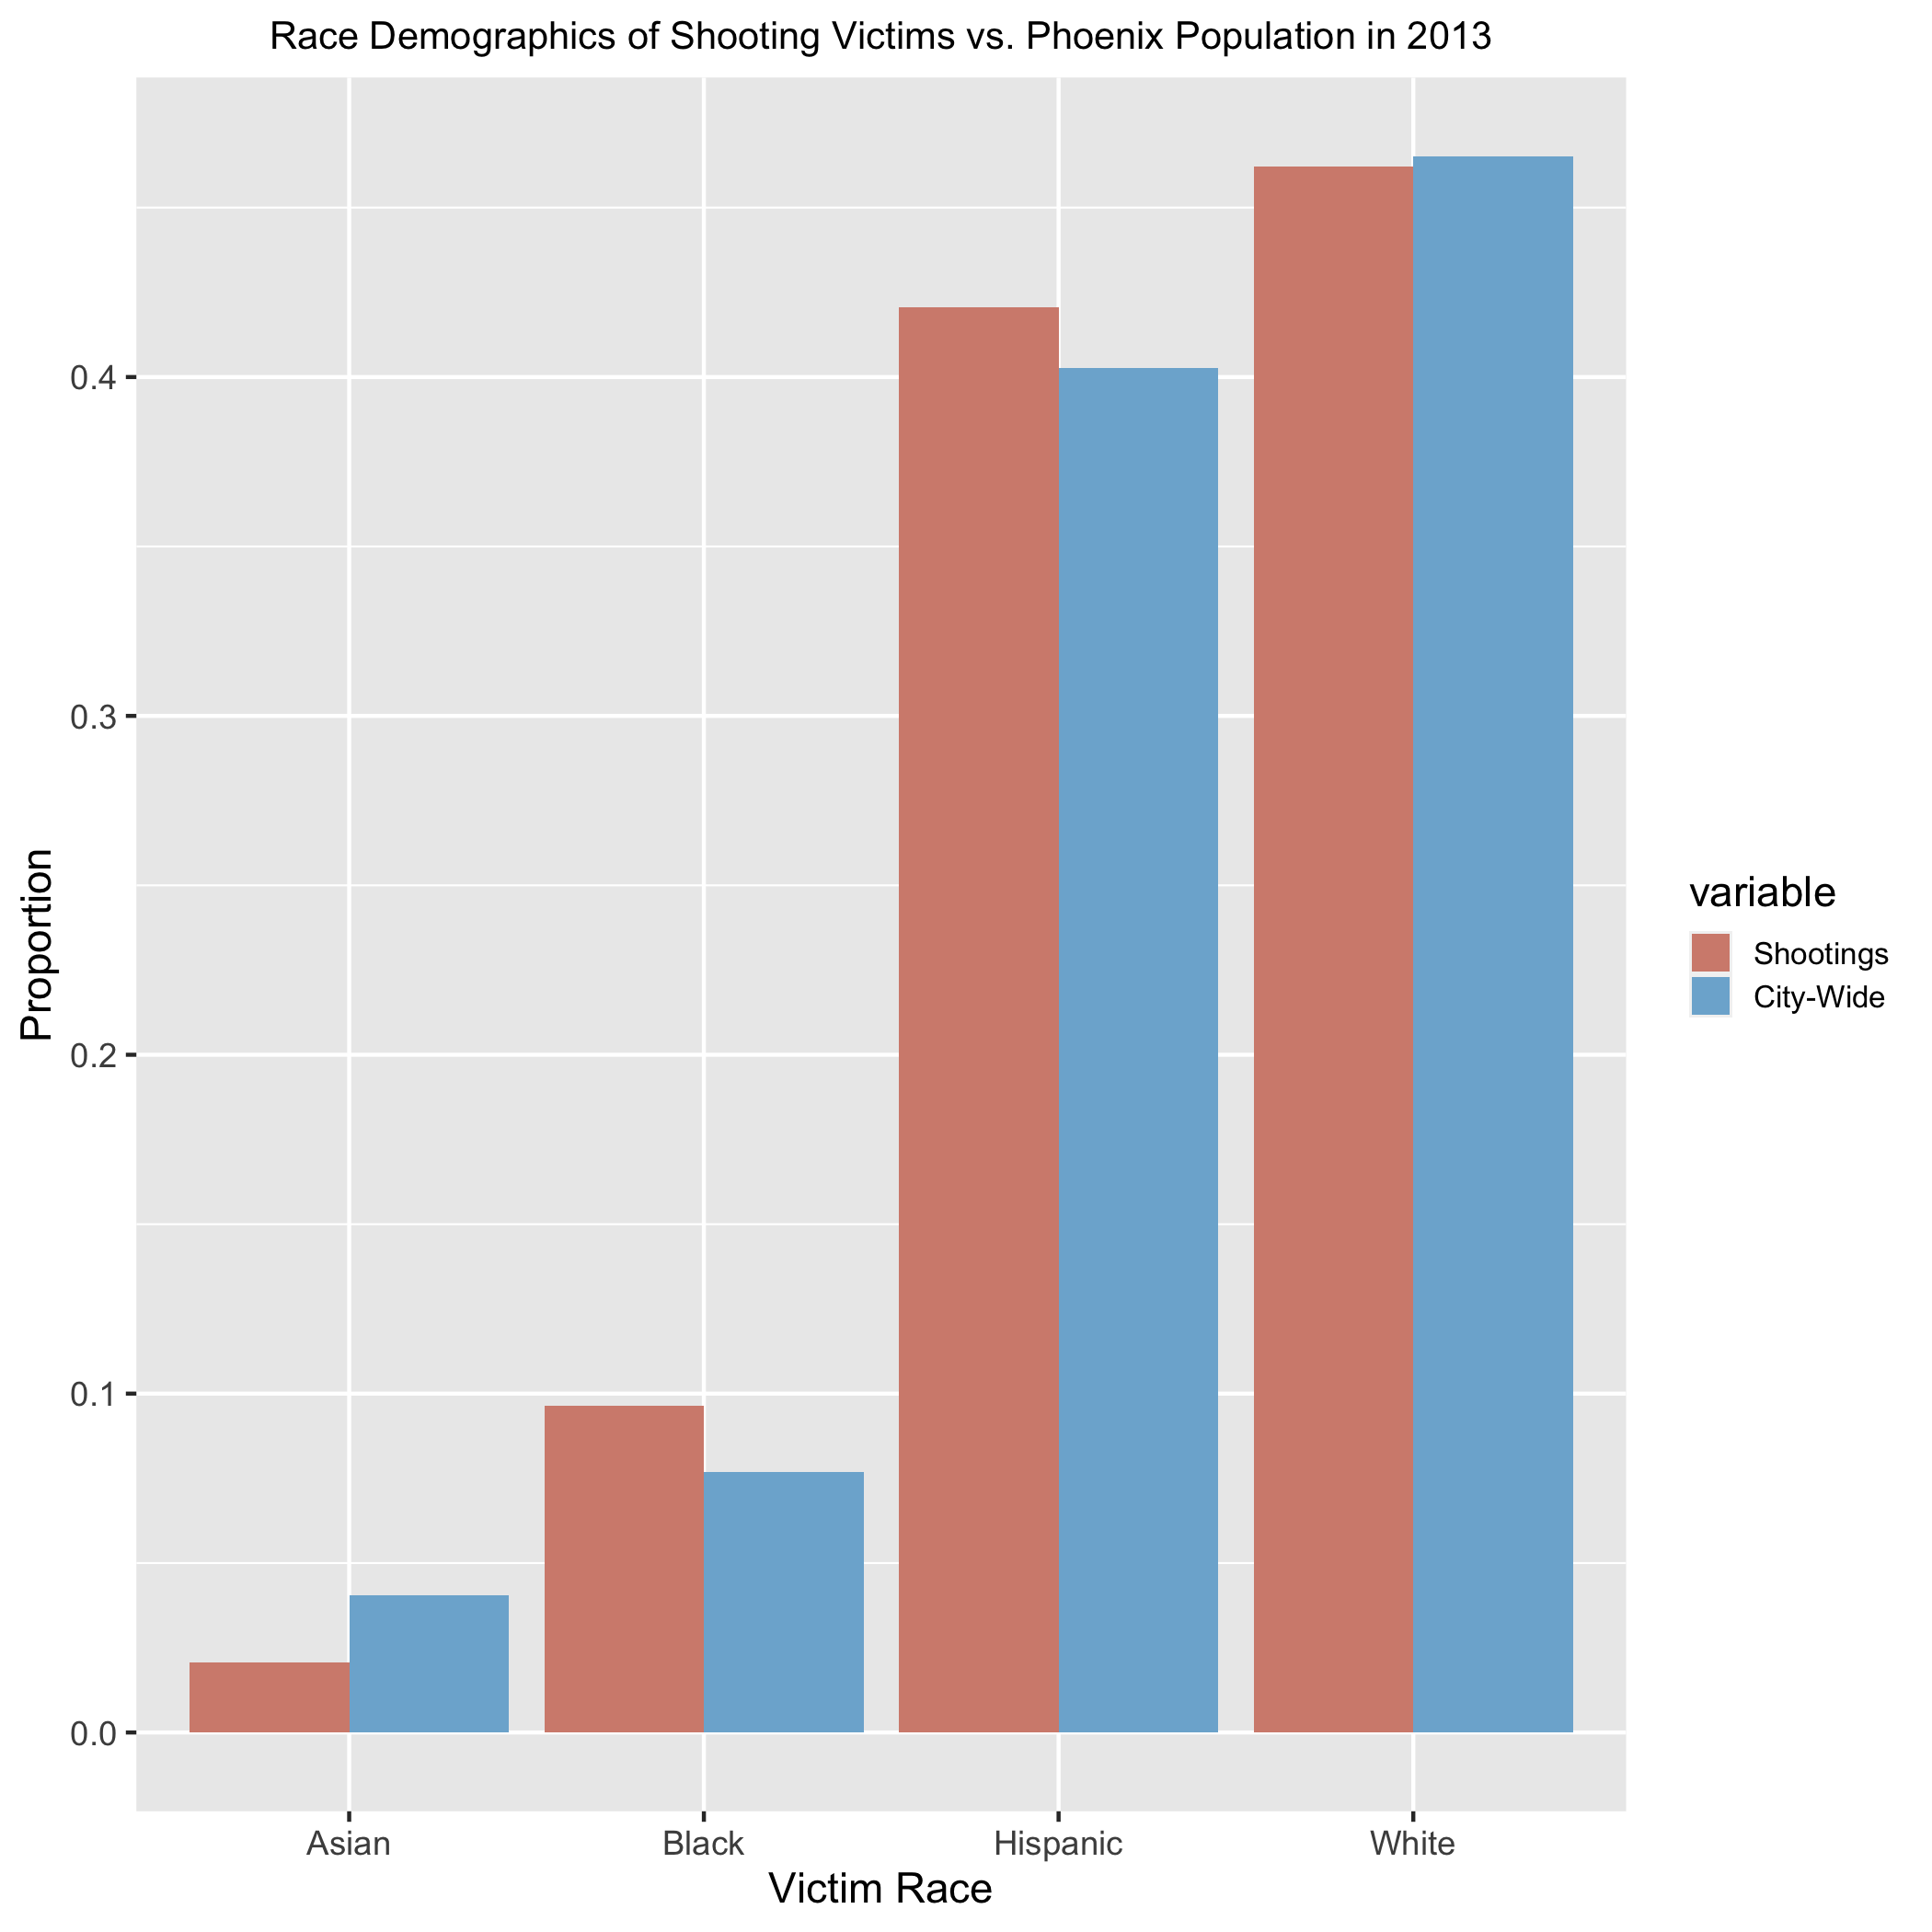 Race Demographics of Shooting Victims vs. Phoenix Population in 2013
Proportion
0.4
0.3
0.2
0.1
0.0
Asian
Black
Hispanic
White
Victim Race
variable
Shootings
City-Wide